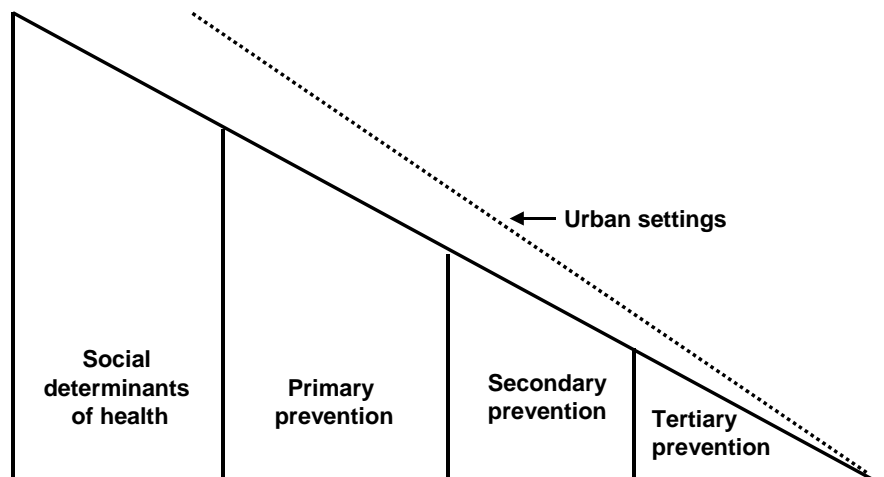 Urban settings
Social
determinants
of health
Primary
prevention
Secondary
prevention
Tertiary
prevention